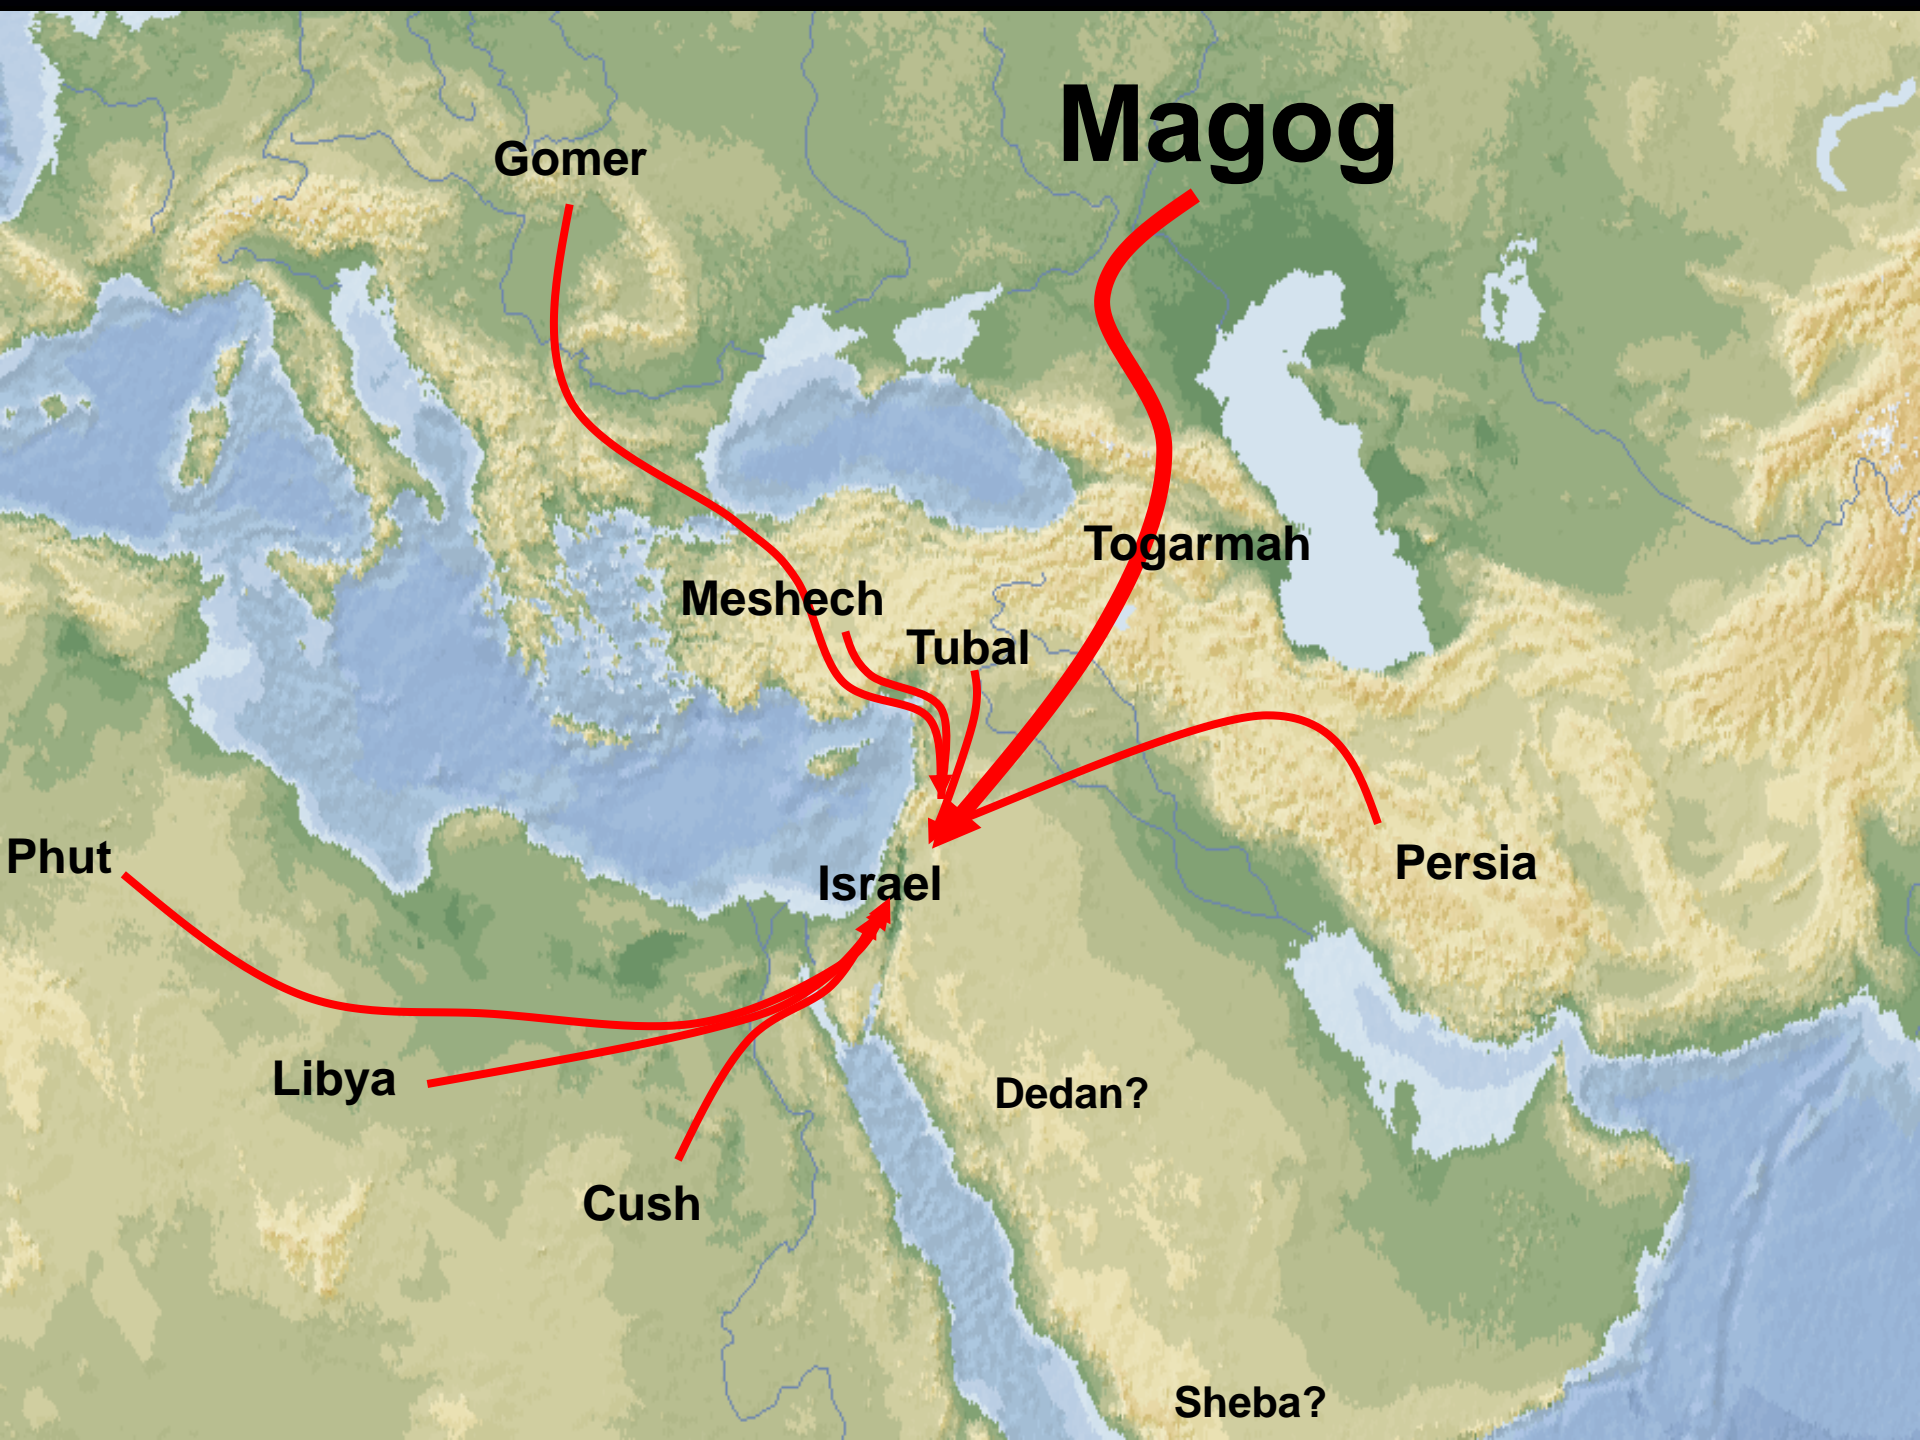 Magog
Gomer
Togarmah
Meshech
Tubal
Phut
Persia
Israel
Libya
Dedan?
Cush
Sheba?